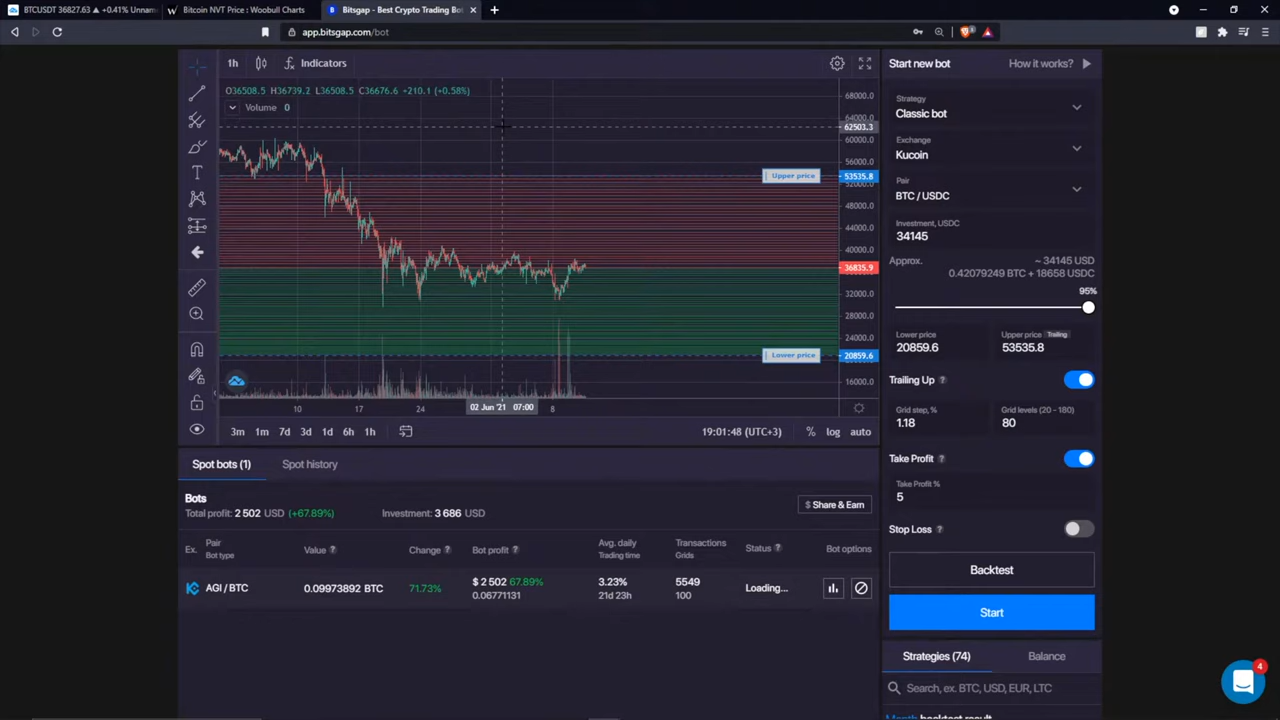 BTCUSDT 36827.63 ▲ +0.41% Unnam
Bitcoin NVT Price : Woobull Charts
Bitsgap - Best Crypto Trading Bot
app.bitsgap.com/bot
1h
Indicators
O36508.5 H36739.2 L36508.5 C36676.6 +210.1 (+0.58%)
Volume 0
68000.0
64000.0
62503.3
60000.0
56000.0
Upper price
53535.8
52000.0
48000.0
44000.0
40000.0
36835.9
32000.0
28000.0
24000.0
Lower price
20859.6
16000.0
10
17
24
02 Jun '21 07:00
8
3m 1m 7d 3d 1d 6h 1h
19:01:48 (UTC+3)
% log auto
Start new bot
How it works?
Strategy
Classic bot
Exchange
Kucoin
Pair
BTC / USDC
Investment, USDC
34145
Approx.
~ 34145 USD
0.42079249 BTC + 18658 USDC
95%
Lower price
20859.6
Upper price Trailing
53535.8
Trailing Up ?
Grid step, %
1.18
Grid levels (20 - 180)
80
Take Profit ?
Take Profit %
5
Stop Loss ?
Backtest
Start
Strategies (74)
Balance
Search, ex. BTC, USD, EUR, LTC
Month backtest result
Spot bots (1)
Spot history
Bots
Total profit: 2 502 USD (+67.89%)
Investment: 3 686 USD
$ Share & Earn
Ex.
Pair
Bot type
Value ?
Change ?
Bot profit ?
Avg. daily
Trading time
Transactions
Grids
Status ?
Bot options
AGI / BTC
0.09973892 BTC
71.73%
$ 2 502 67.89%
0.06771131
3.23%
21d 23h
5549
100
Loading...
4